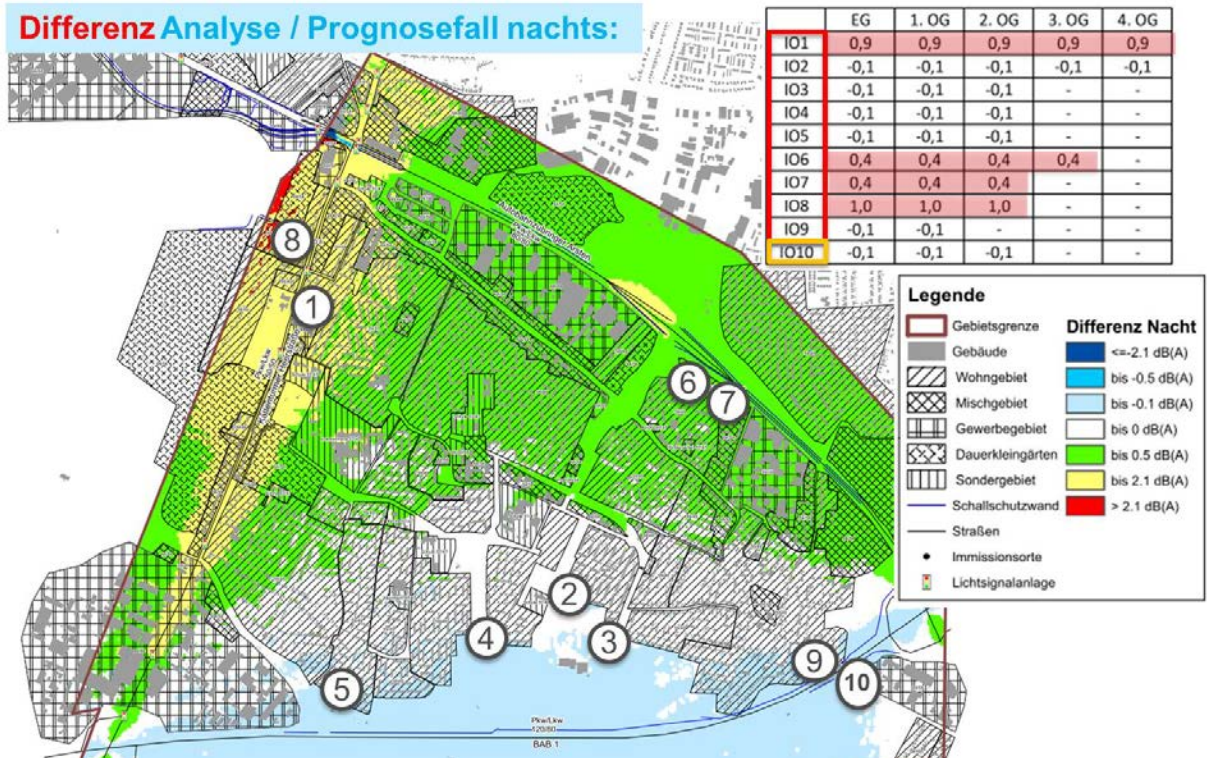 Differenz Analyse / Prognosefall nachts:
EG 1. OG 2. OG 3. OG 4. OG
IO1 0,9 0,9 0,9 0,9 0,9
IO2 -0,1 -0,1 -0,1 -0,1 -0,1
IO3 -0,1 -0,1 -0,1 - -
IO4 -0,1 -0,1 -0,1 - -
IO5 -0,1 -0,1 -0,1 - -
IO6 0,4 0,4 0,4 0,4 -
IO7 0,4 0,4 0,4 - -
IO8 1,0 1,0 1,0 - -
IO9 -0,1 -0,1 - - -
IO10 -0,1 -0,1 -0,1 - -
Autobahnzubringer Arsten
8
1
6
7
2
4
3
5
9
10
Pkw/Lkw
120/80
BAB 1
Legende
Gebietsgrenze
Gebäude
Wohngebiet
Mischgebiet
Gewerbegebiet
Dauerkleingärten
Sondergebiet
Schallschutzwand
Straßen
Immissionsorte
Lichtsignalanlage
Differenz Nacht
<=-2.1 dB(A)
bis -0.5 dB(A)
bis -0.1 dB(A)
bis 0 dB(A)
bis 0.5 dB(A)
bis 2.1 dB(A)
> 2.1 dB(A)